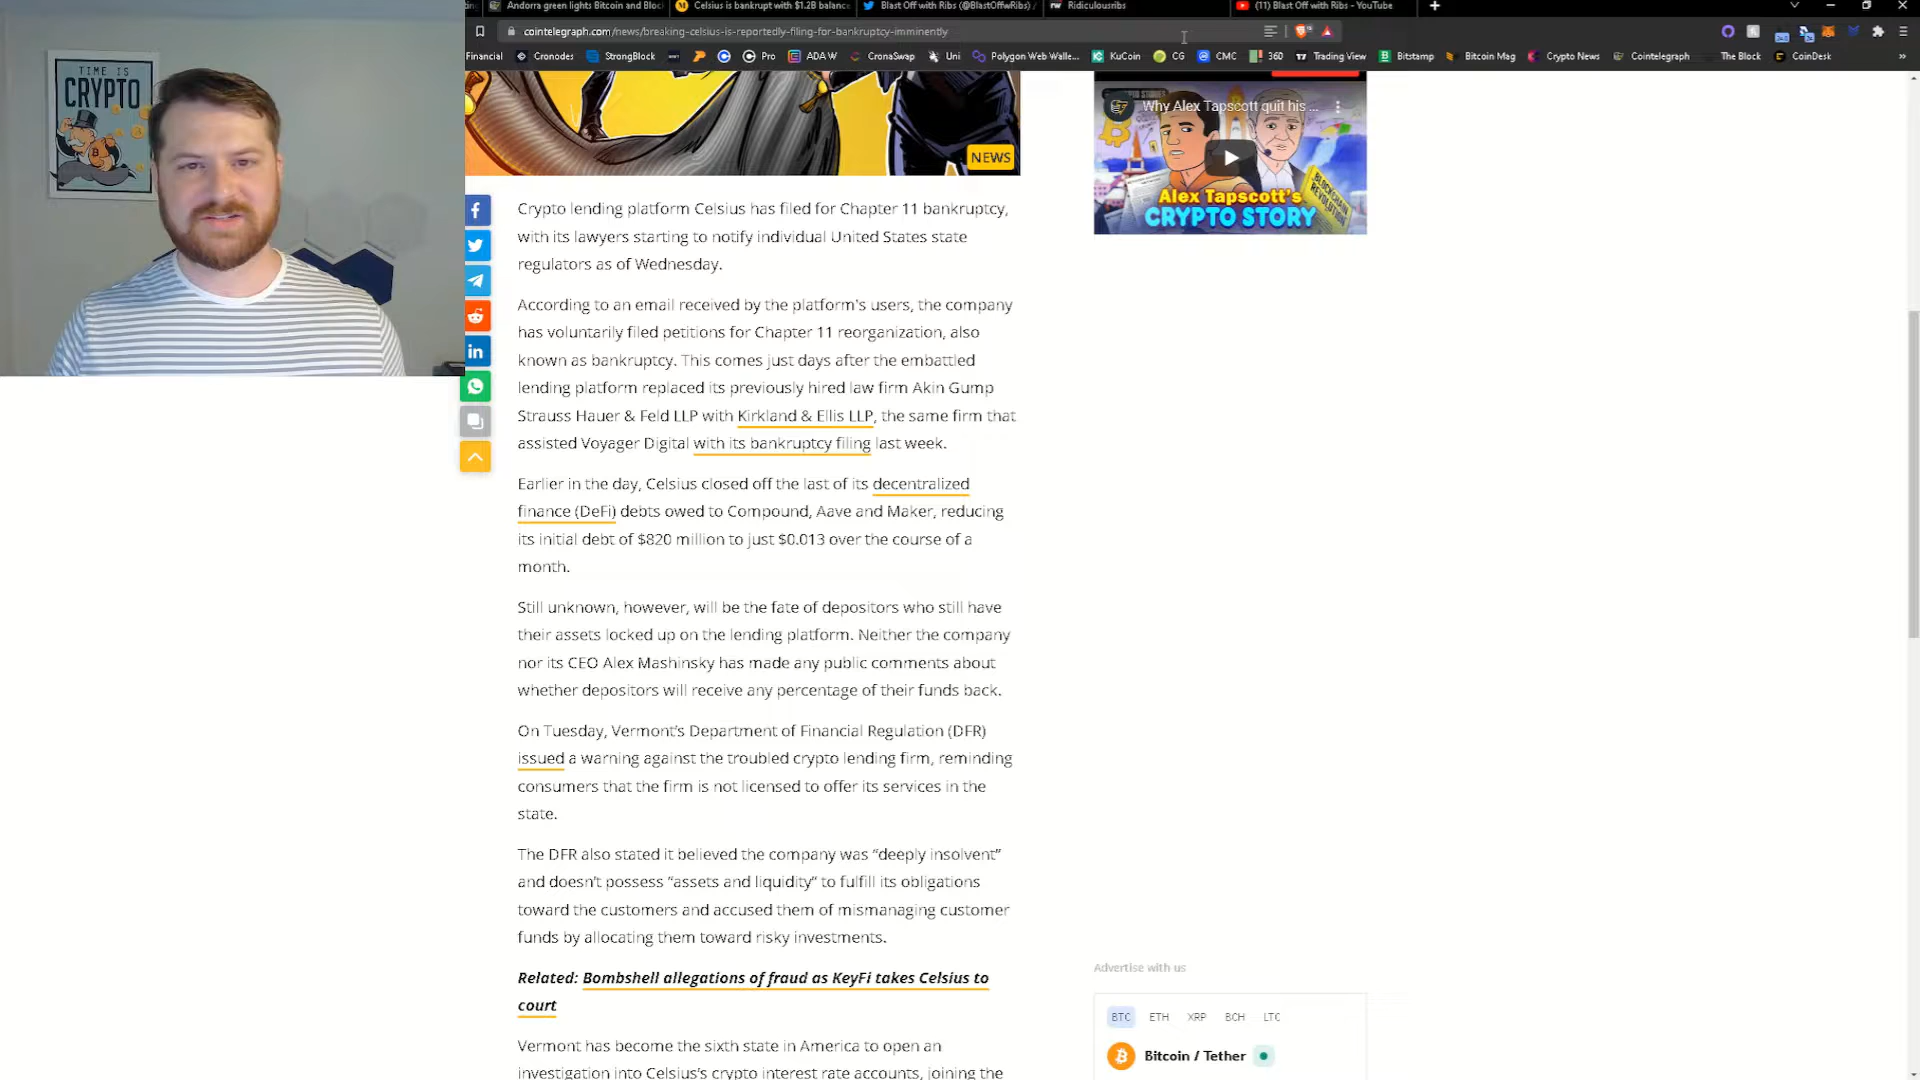 Andorra green lights Bitcoin and Bloc
Celsius is bankrupt with $1.2B balance
Blast Off with Ribs (@BlastOffwRibs) /
Ridiculousribs
(11) Blast Off with Ribs - YouTube
cointelegraph.com/news/breaking-celsius-is-reportedly-filing-for-bankruptcy-imminently
Financial
Cronodes
StrongBlock
Pro
ADA W
CronaSwap
Uni
Polygon Web Walle...
KuCoin
CG
CMC
360
Trading View
Bitstamp
Bitcoin Mag
Crypto News
Cointelegraph
The Block
CoinDesk
TIME IS
CRYPTO
NEWS
Why Alex Tapscott quit his ...
BLOCKCHAIN
REVOLUTION
Alex Tapscott's
CRYPTO STORY
Crypto lending platform Celsius has filed for Chapter 11 bankruptcy,
with its lawyers starting to notify individual United States state
regulators as of Wednesday.
According to an email received by the platform's users, the company
has voluntarily filed petitions for Chapter 11 reorganization, also
known as bankruptcy. This comes just days after the embattled
lending platform replaced its previously hired law firm Akin Gump
Strauss Hauer & Feld LLP with Kirkland & Ellis LLP, the same firm that
assisted Voyager Digital with its bankruptcy filing last week.
Earlier in the day, Celsius closed off the last of its decentralized
finance (DeFi) debts owed to Compound, Aave and Maker, reducing
its initial debt of $820 million to just $0.013 over the course of a
month.
Still unknown, however, will be the fate of depositors who still have
their assets locked up on the lending platform. Neither the company
nor its CEO Alex Mashinsky has made any public comments about
whether depositors will receive any percentage of their funds back.
On Tuesday, Vermont's Department of Financial Regulation (DFR)
issued a warning against the troubled crypto lending firm, reminding
consumers that the firm is not licensed to offer its services in the
state.
The DFR also stated it believed the company was “deeply insolvent”
and doesn't possess “assets and liquidity” to fulfill its obligations
toward the customers and accused them of mismanaging customer
funds by allocating them toward risky investments.
Related: Bombshell allegations of fraud as KeyFi takes Celsius to
court
Vermont has become the sixth state in America to open an
investigation into Celsius's crypto interest rate accounts, joining the
Advertise with us
BTC ETH XRP BCH LTC
Bitcoin / Tether